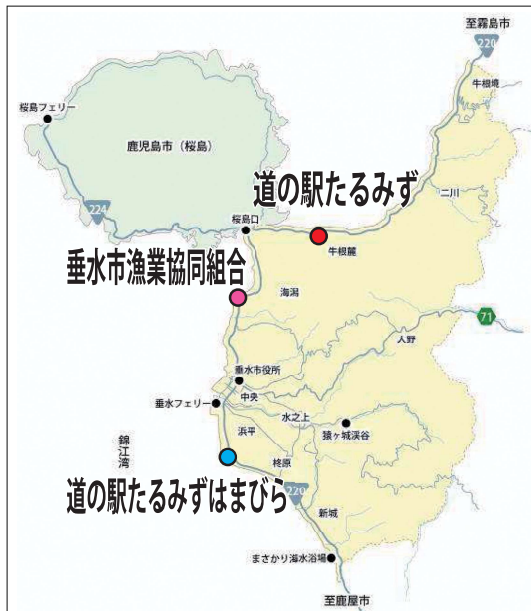 至霧島市
220
牛根境
桜島フェリー
鹿児島市（桜島）
二川
道の駅たるみず
224
桜島口
牛根麓
垂水市漁業協同組合
海潟
71
大野
垂水市役所
中央
垂水フェリー
水之上
猿ヶ城渓谷
浜平
錦江湾
柊原
道の駅たるみずはまびら
220
新城
まさかり海水浴場
至鹿屋市